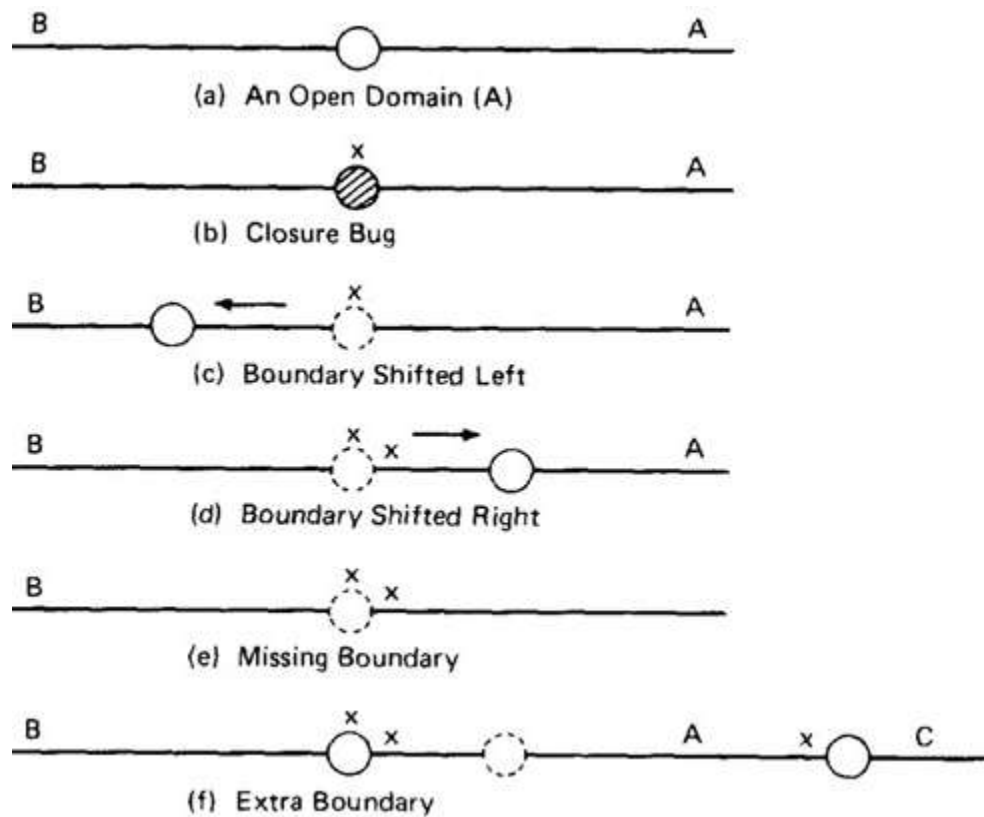 B A
(a) An Open Domain (A)
x
B A
(b) Closure Bug
x
B A
(c) Boundary Shifted Left
x
B x A
(d) Boundary Shifted Right
x
B x
(e) Missing Boundary
x
B x A x C
(f) Extra Boundary